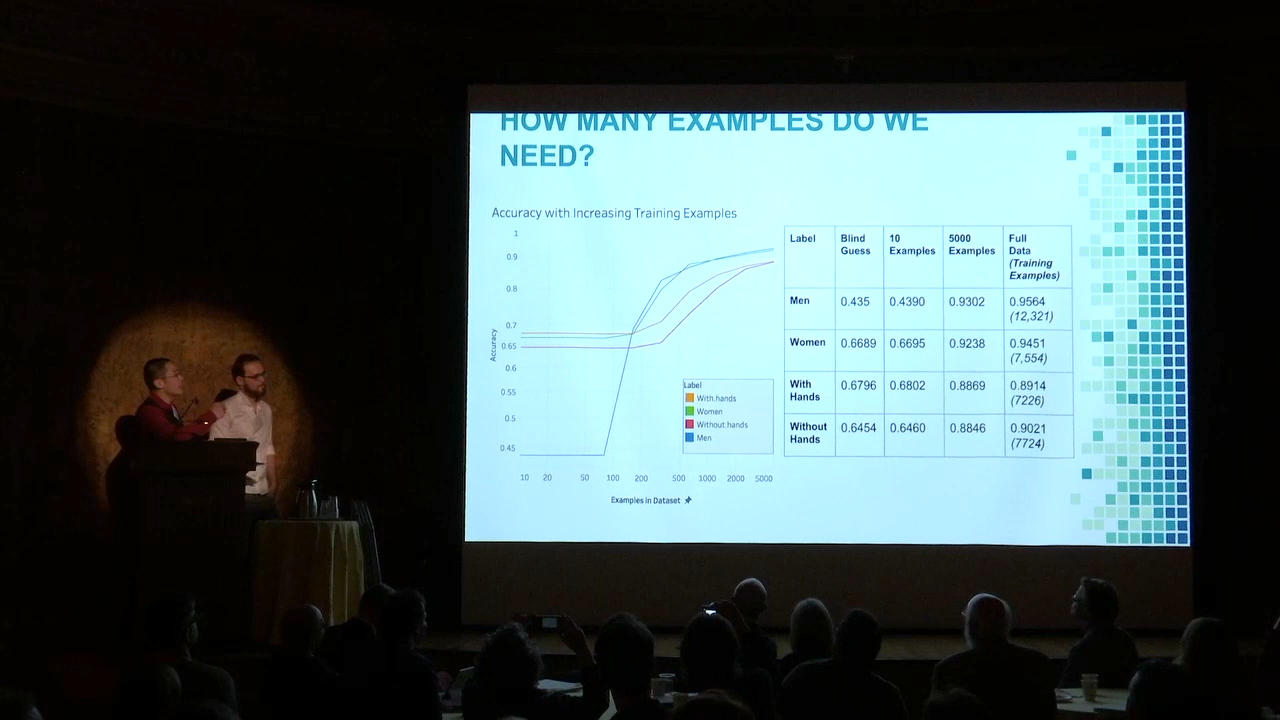 HOW MANY EXAMPLES DO WE
NEED?
Accuracy with Increasing Training Examples
1
0.9
0.8
0.7
0.65
0.6
0.55
0.5
0.45
Accuracy
10 20 50 100 200 500 1000 2000 5000
Examples in Dataset
Label
With.hands
Women
Without.hands
Men
Label Blind Guess 10 Examples 5000 Examples Full Data (Training Examples)
Men 0.435 0.4390 0.9302 0.9564 (12,321)
Women 0.6689 0.6695 0.9238 0.9451 (7,554)
With Hands 0.6796 0.6802 0.8869 0.8914 (7226)
Without Hands 0.6454 0.6460 0.8846 0.9021 (7724)